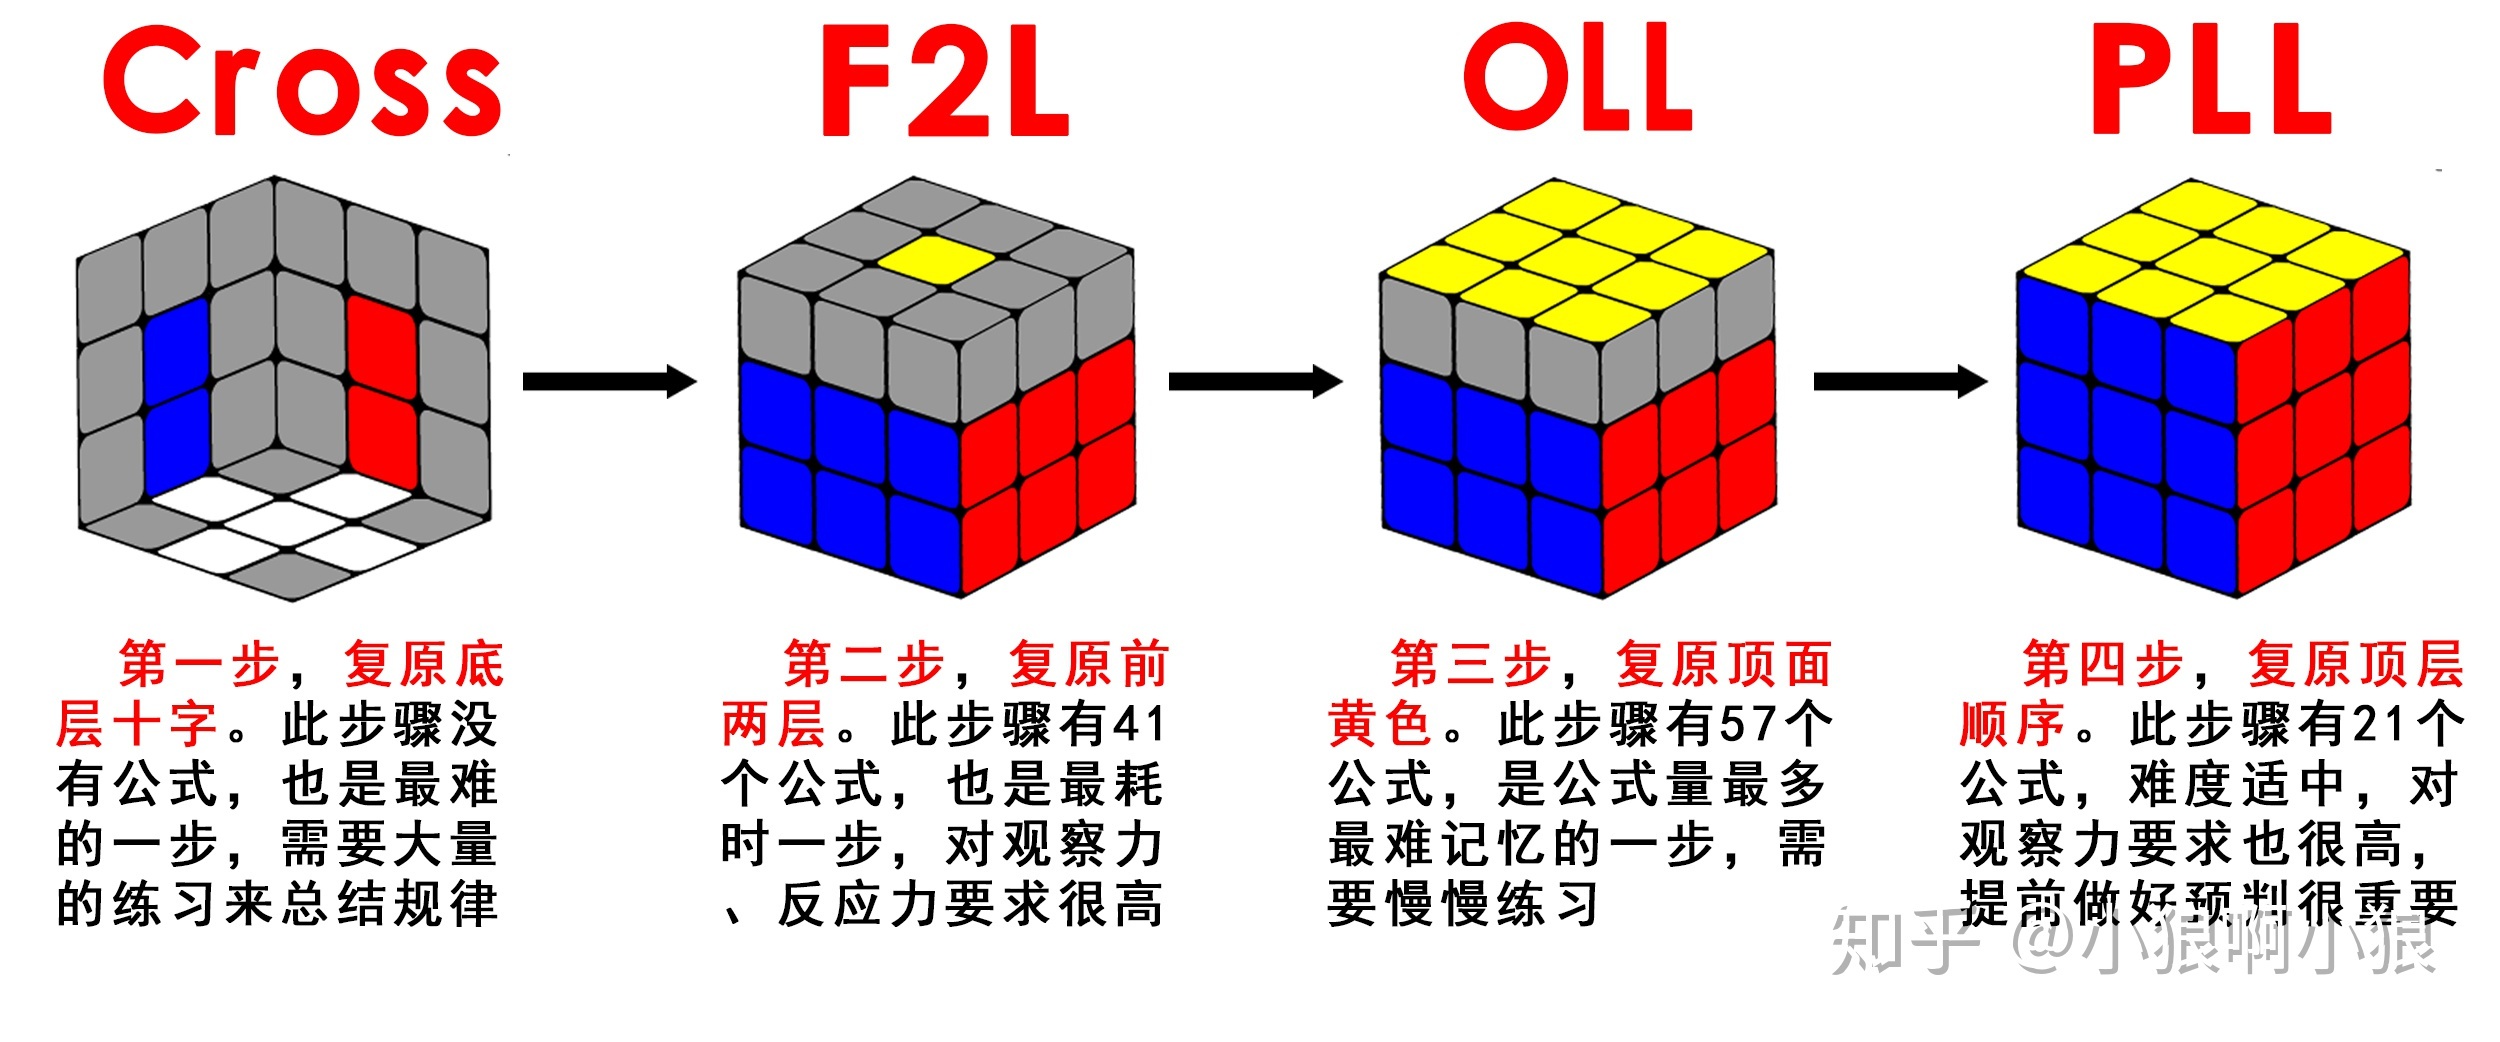 Cross
F2L
OLL
PLL
第一步，复原底
层十字。此步骤没
有公式，也是最难
的一步，需要大量
的练习来总结规律
第二步，复原前
两层。此步骤有41
个公式，也是最耗
时一步，对观察力
、反应力要求很高
第三步，复原顶面
黄色。此步骤有57个
公式，是公式量最多
最难记忆的一步，需
要慢慢练习
第四步，复原顶层
顺序。此步骤有21个
公式，难度适中，对
观察力要求也很高，
提前做好预判很重要
知乎 @小狼啊小狼